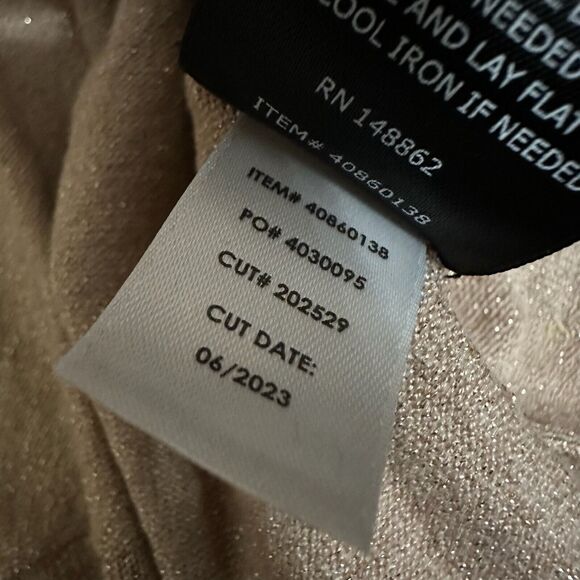 NEEDED
AND LAY FLAT
COOL IRON IF NEEDED
RN 148862
ITEM# 40860138
ITEM# 40860138
PO# 4030095
CUT# 202529
CUT DATE:
06/2023